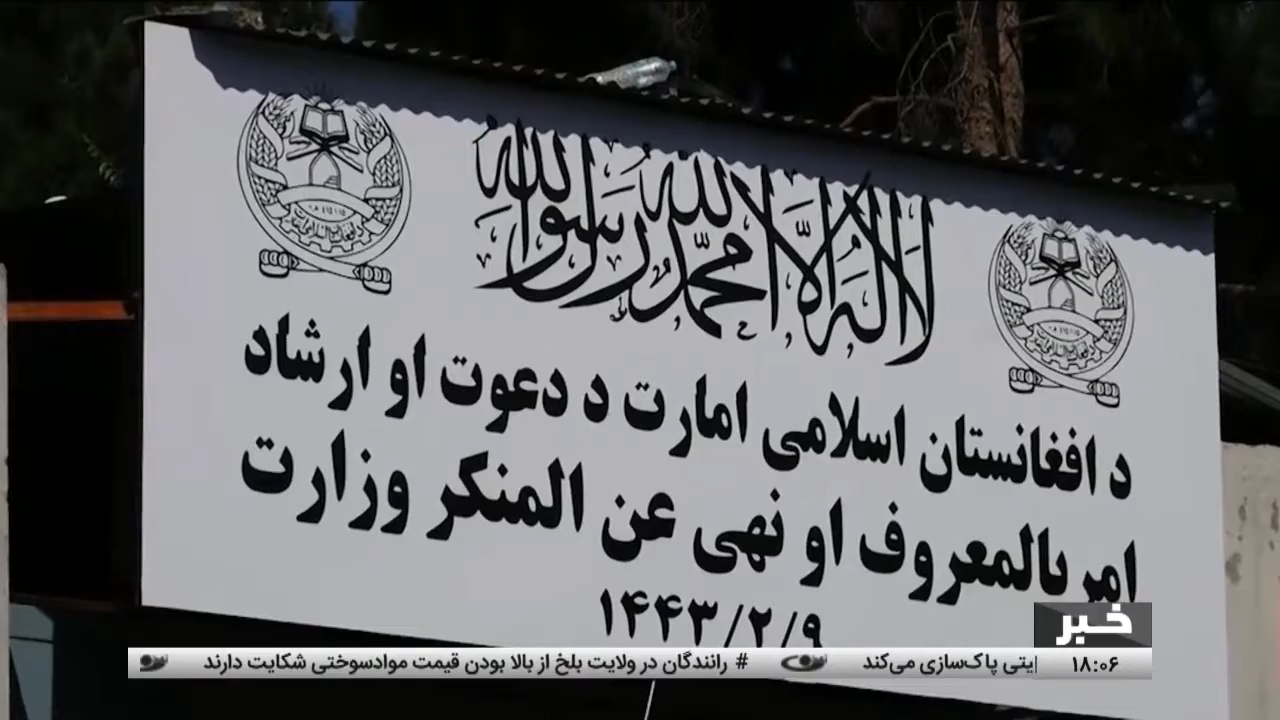 لا اله الا الله محمد رسول الله
د افغانستان اسلامی امارت د دعوت او ارشاد
امر بالمعروف او نهی عن المنکر وزارت
۱۴۴۳/۲/۹
خبر
۱۸:۰۶
یتی پاک‌سازی می‌کند # رانندگان در ولایت بلخ از بالا بودن قیمت موادسوختی شکایت دارند